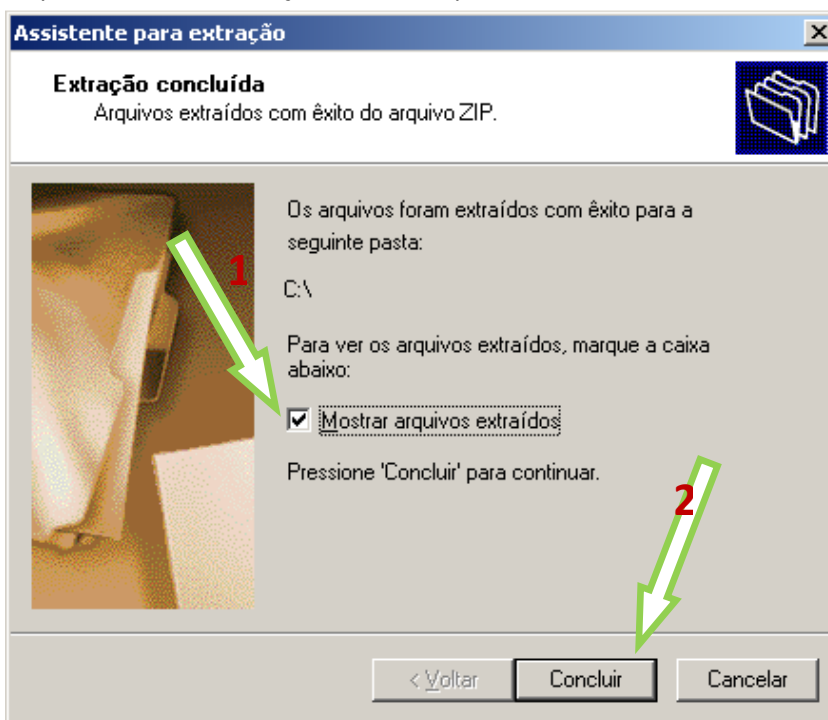 Assistente para extração
Extração concluída
Arquivos extraídos com êxito do arquivo ZIP.
Os arquivos foram extraídos com êxito para a
seguinte pasta:
1
C:\
Para ver os arquivos extraídos, marque a caixa
abaixo:
Mostrar arquivos extraídos
Pressione 'Concluir' para continuar.
2
< Voltar
Concluir
Cancelar